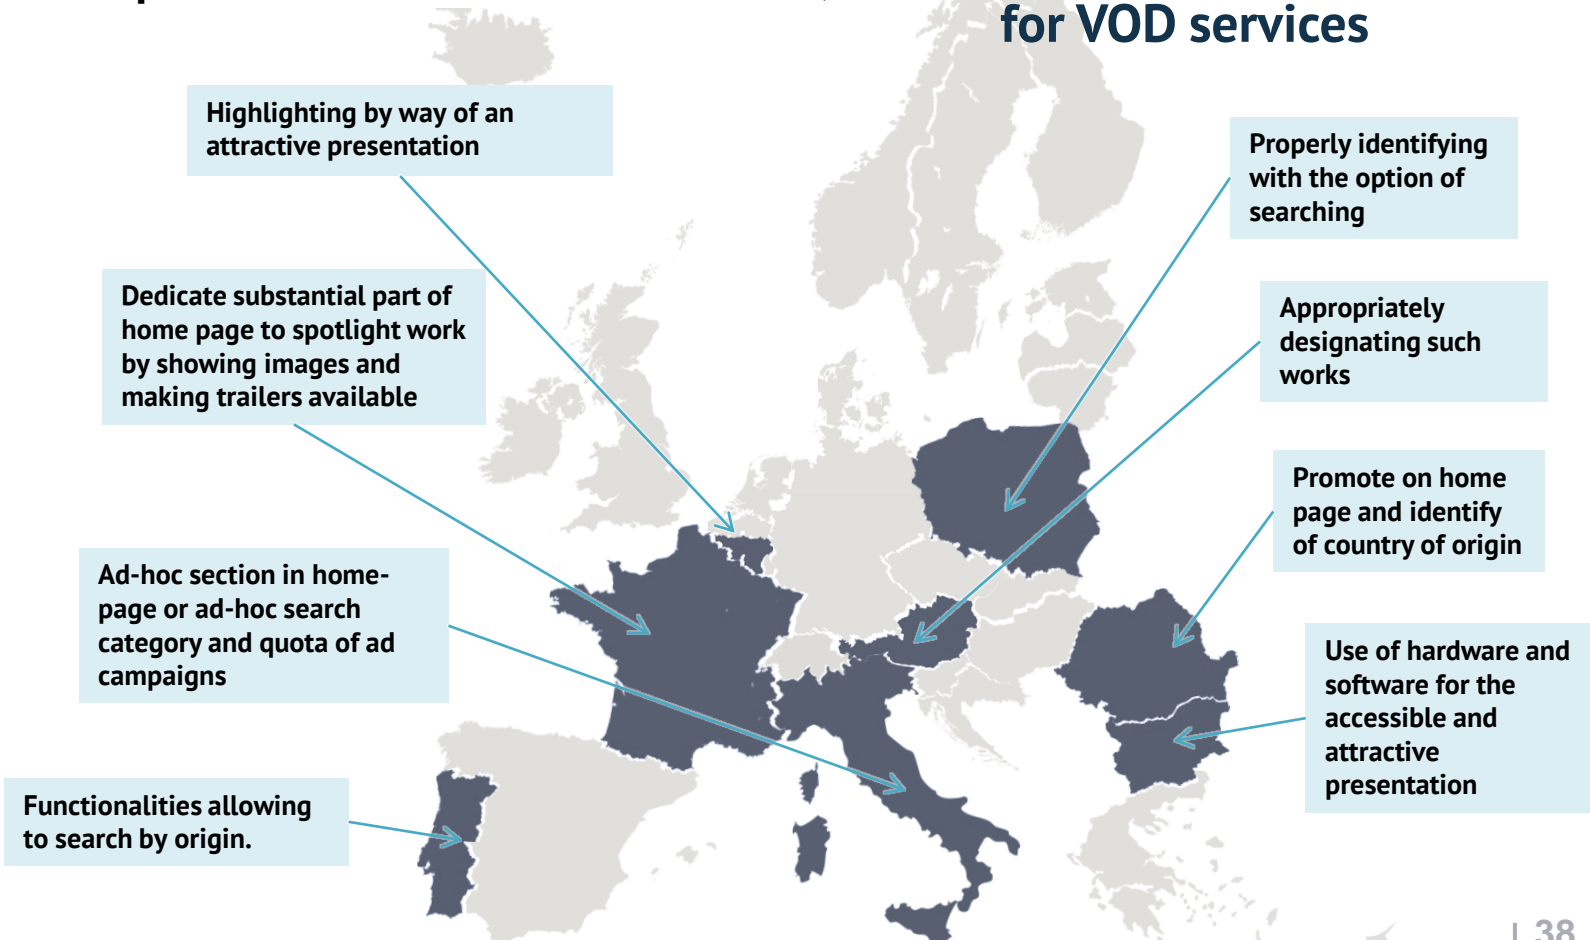 for VOD services
Highlighting by way of an
attractive presentation
Properly identifying
with the option of
searching
Dedicate substantial part of
home page to spotlight work
by showing images and
making trailers available
Appropriately
designating such
works
Promote on home
page and identify
of country of origin
Ad-hoc section in home-
page or ad-hoc search
category and quota of ad
campaigns
Use of hardware and
software for the
accessible and
attractive
presentation
Functionalities allowing
to search by origin.
| 38